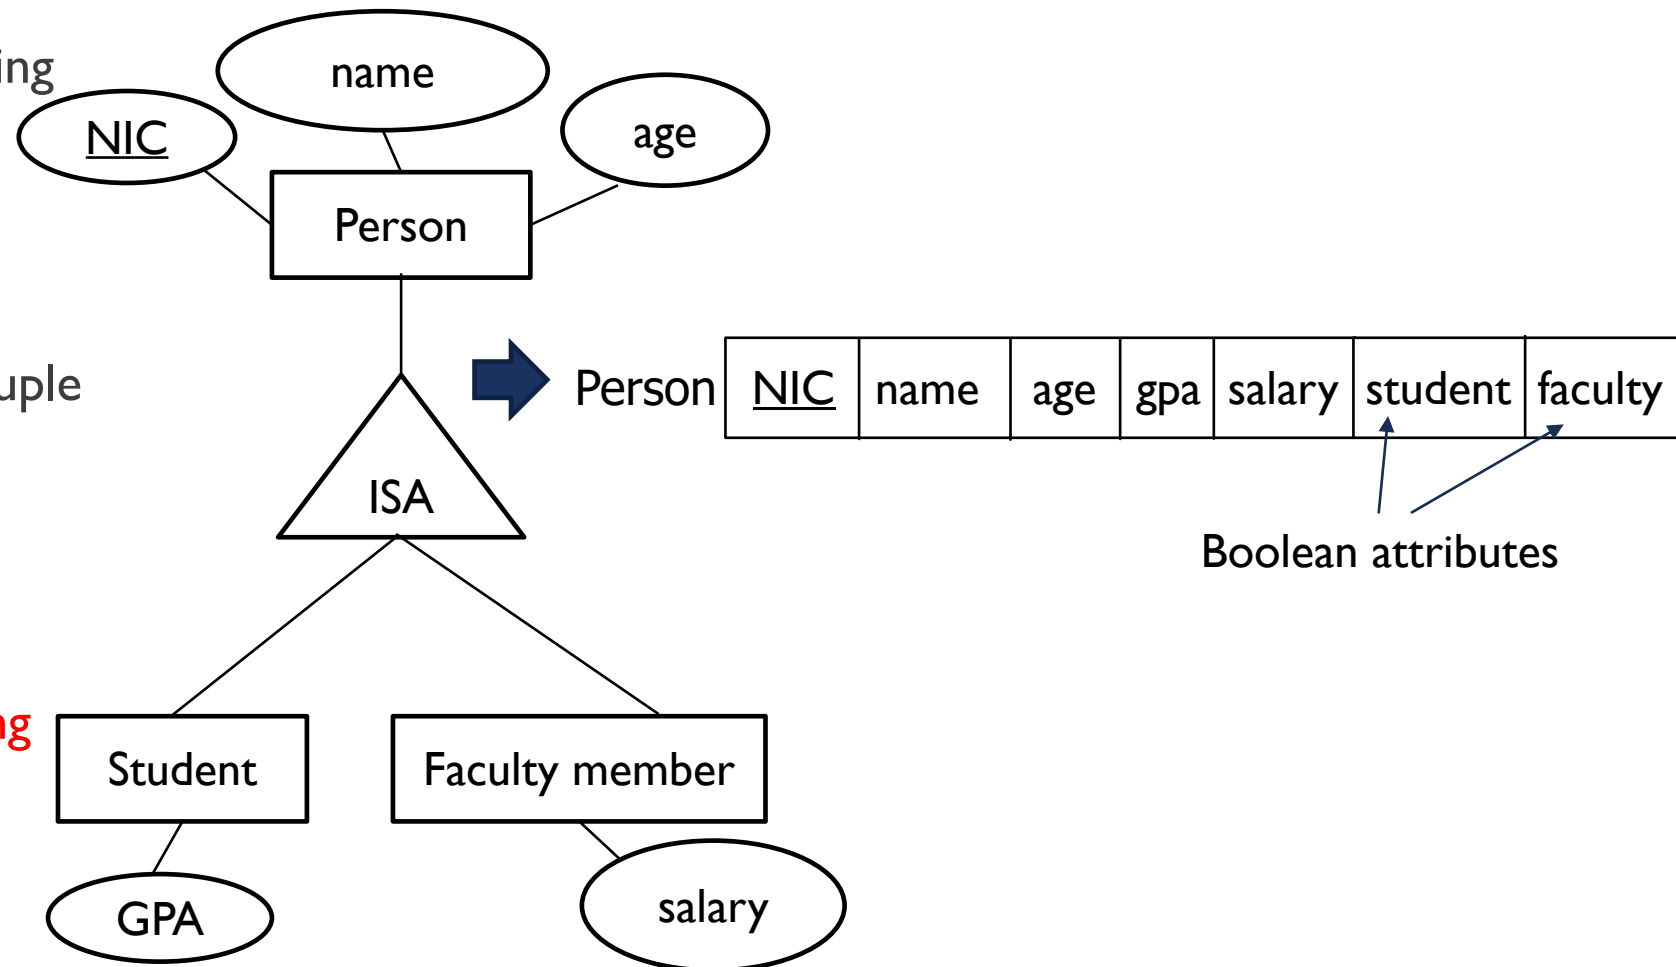 ing
name
NIC
age
Person
uple
Person NIC name age gpa salary student faculty
ISA
Boolean attributes
ng
Student
Faculty member
GPA
salary